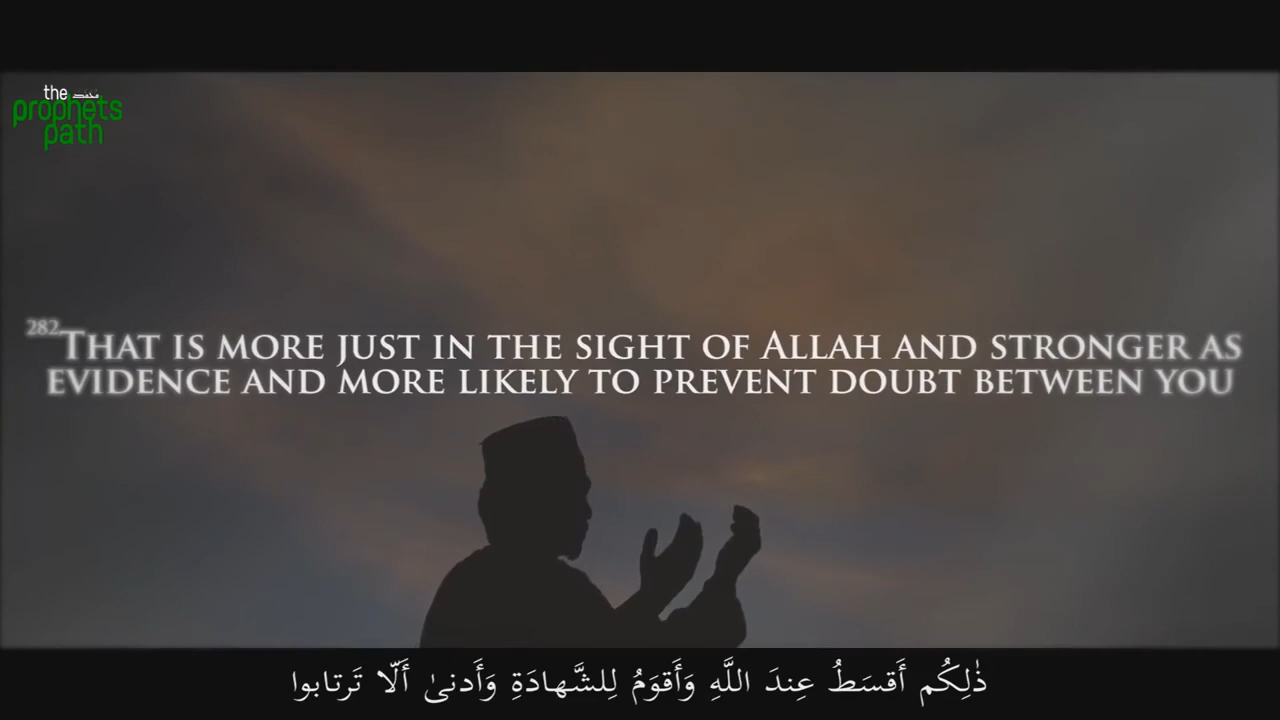 the محمد
prophets
path
282.THAT IS MORE JUST IN THE SIGHT OF ALLAH AND STRONGER AS
EVIDENCE AND MORE LIKELY TO PREVENT DOUBT BETWEEN YOU
ذٰلِكُم أَقسَطُ عِندَ اللَّهِ وَأَقوَمُ لِلشَّهادَةِ وَأَدنىٰ أَلّا تَرتابوا